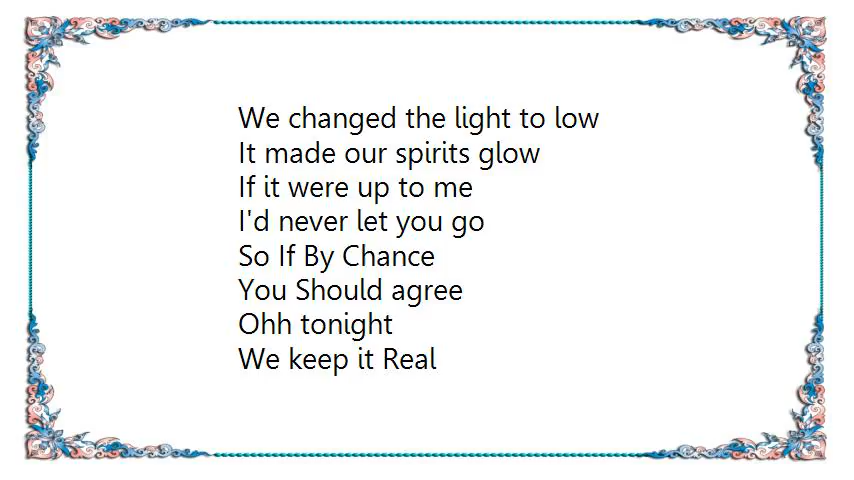 We changed the light to low
It made our spirits glow
If it were up to me
I'd never let you go
So If By Chance
You Should agree
Ohh tonight
We keep it Real